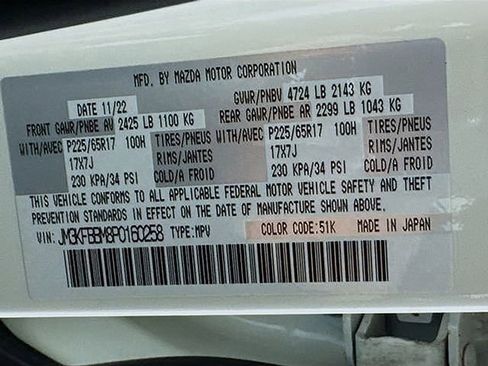 MFD. BY MAZDA MOTOR CORPORATION
DATE 11/22 GVWR/PNBV 4724 LB 2143 KG
FRONT GAWR/PNBE AV 2425 LB 1100 KG REAR GAWR/PNBE AR 2299 LB 1043 KG
WITH/AVEC P225/65R17 100H TIRES/PNEUS WITH/AVEC P225/65R17 100H TIRES/PNEUS
17X7J RIMS/JANTES 17X7J RIMS/JANTES
230 KPA/34 PSI COLD/A FROID 230 KPA/34 PSI COLD/A FROID
THIS VEHICLE CONFORMS TO ALL APPLICABLE FEDERAL MOTOR VEHICLE SAFETY AND THEFT
PREVENTION STANDARDS IN EFFECT ON THE DATE OF MANUFACTURE SHOWN ABOVE.
VIN: JM3KFBBM8P0160258 TYPE:MPV COLOR CODE:51K MADE IN JAPAN